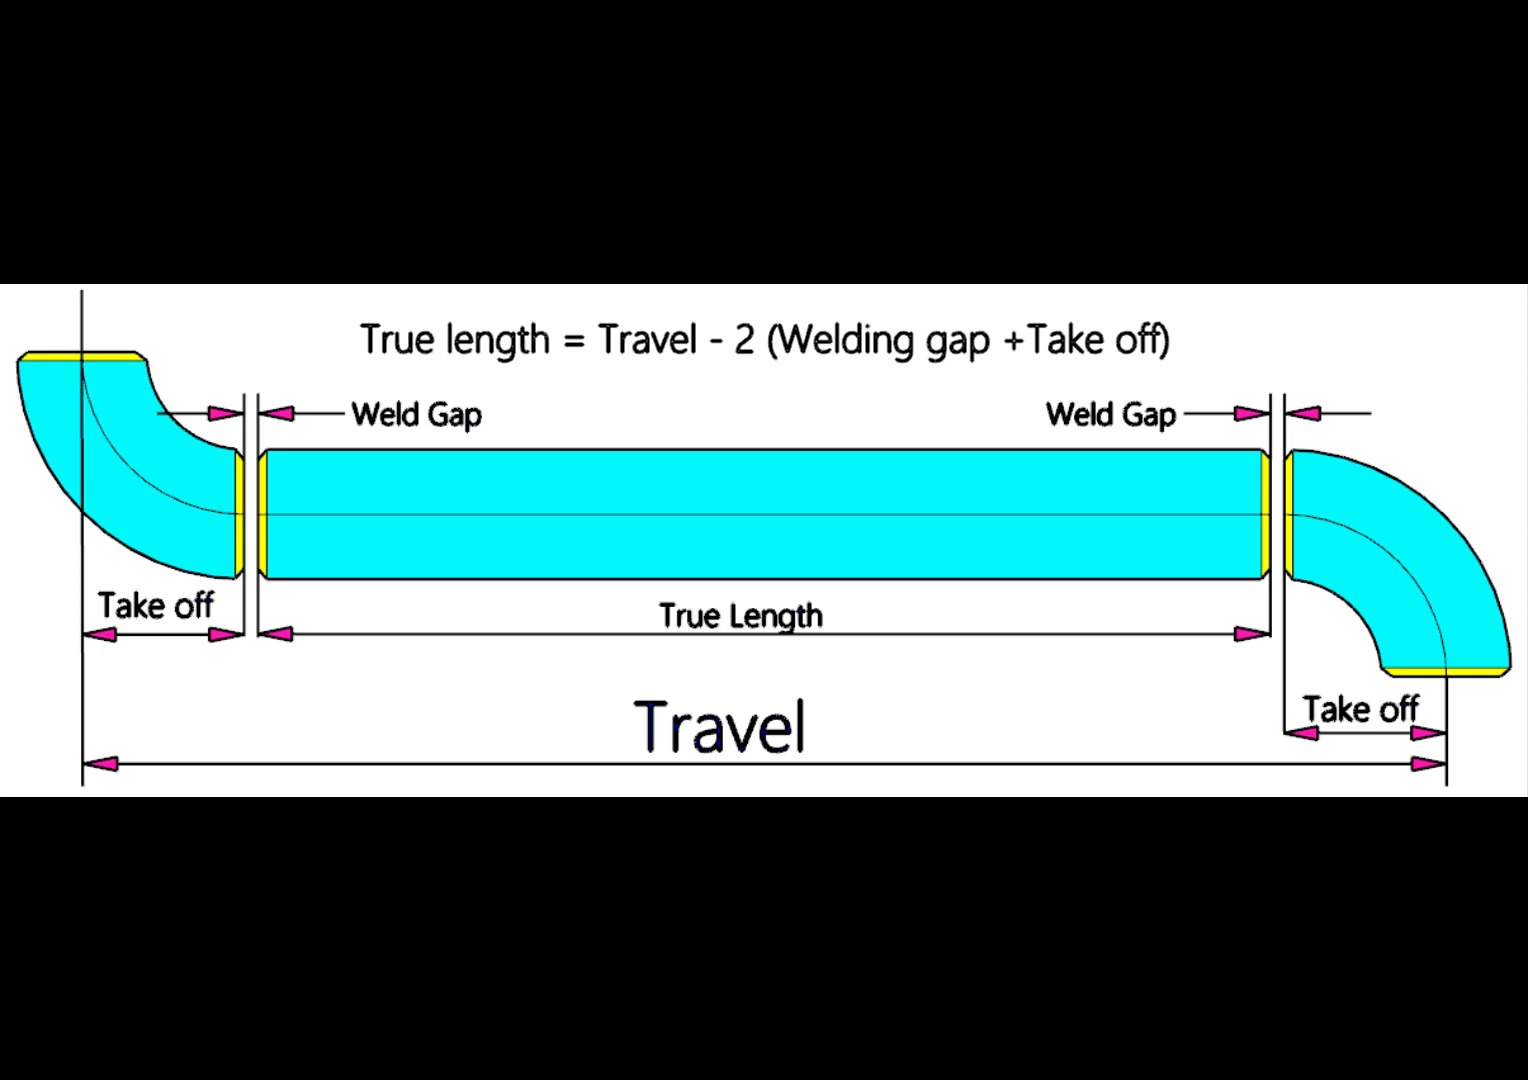 True length = Travel - 2 (Welding gap +Take off)
Weld Gap
Weld Gap
Take off
True Length
Take off
Travel